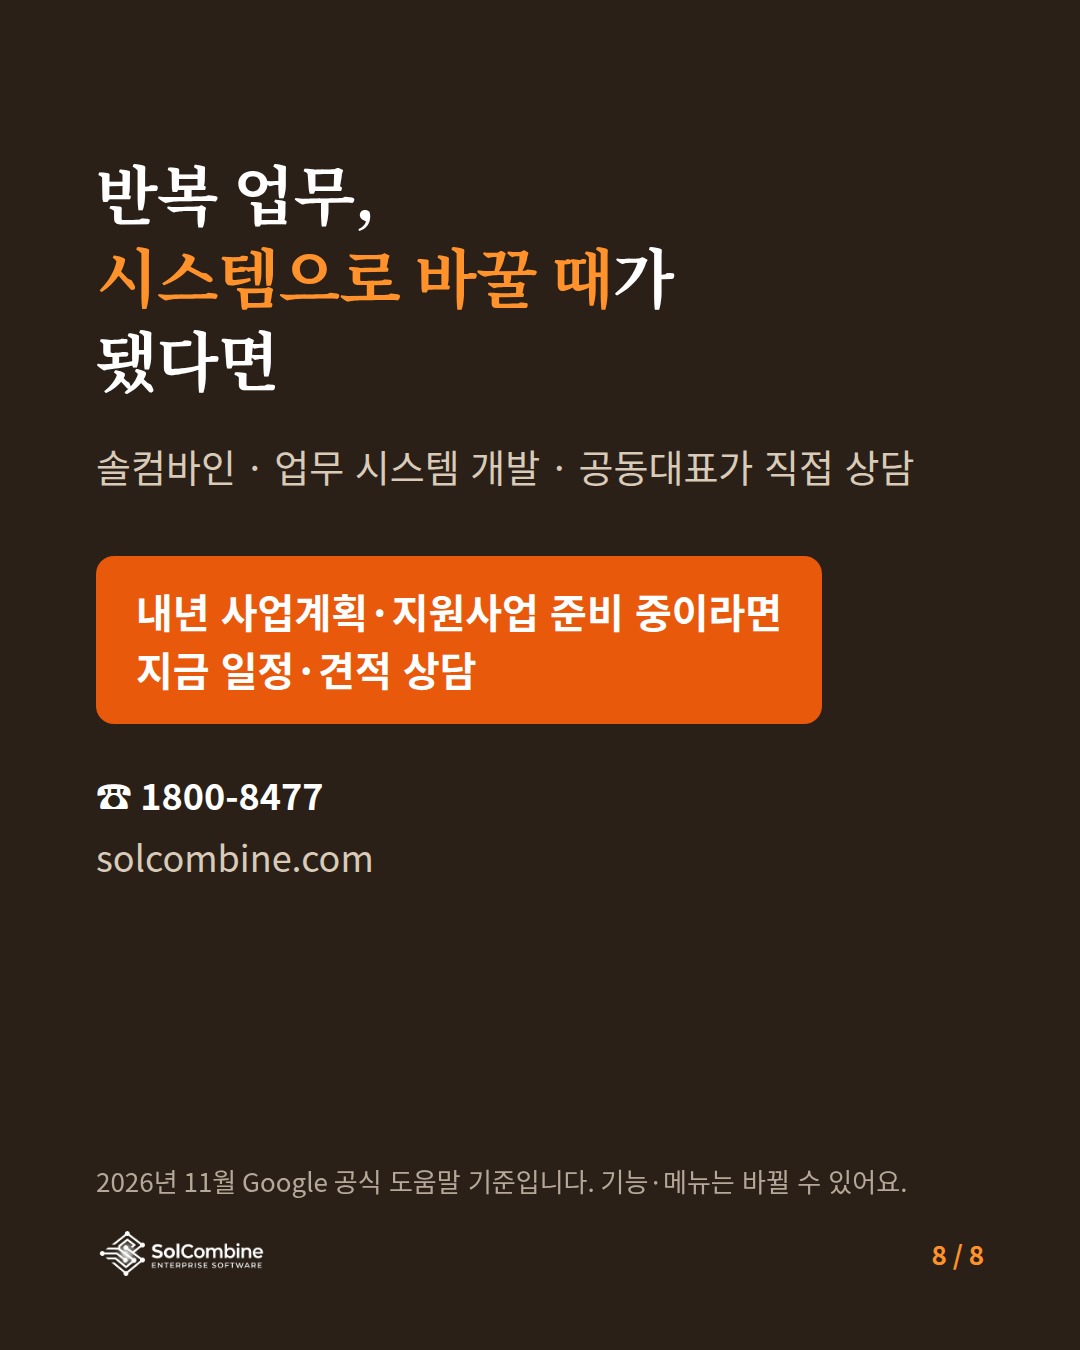 반복 업무,
시스템으로 바꿀 때가
됐다면
솔컴바인 · 업무 시스템 개발 · 공동대표가 직접 상담
내년 사업계획·지원사업 준비 중이라면
지금 일정·견적 상담
☎ 1800-8477
solcombine.com
2026년 11월 Google 공식 도움말 기준입니다. 기능·메뉴는 바뀔 수 있어요.
SolCombine
ENTERPRISE SOFTWARE
8 / 8